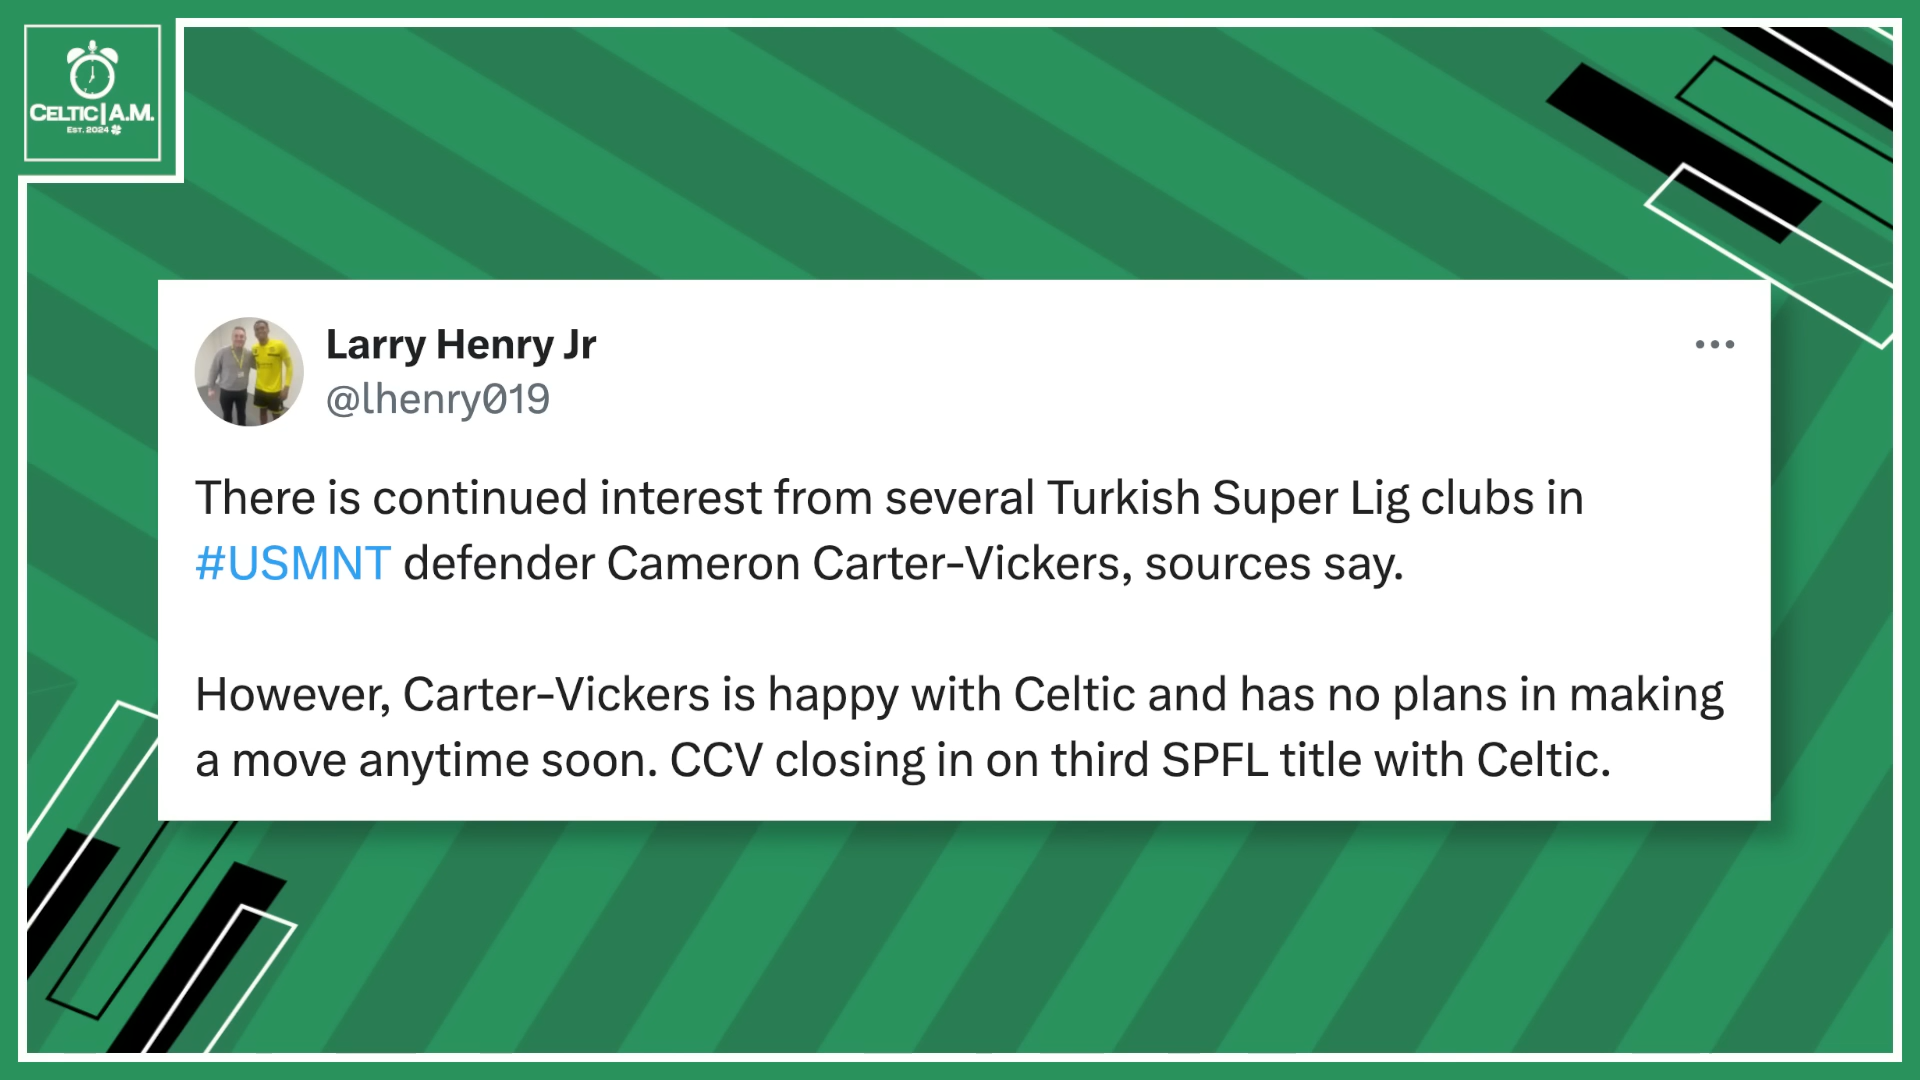 CELTIC|A.M.
EST. 2024
Larry Henry Jr
@lhenry019
There is continued interest from several Turkish Super Lig clubs in
#USMNT defender Cameron Carter-Vickers, sources say.
However, Carter-Vickers is happy with Celtic and has no plans in making
a move anytime soon. CCV closing in on third SPFL title with Celtic.